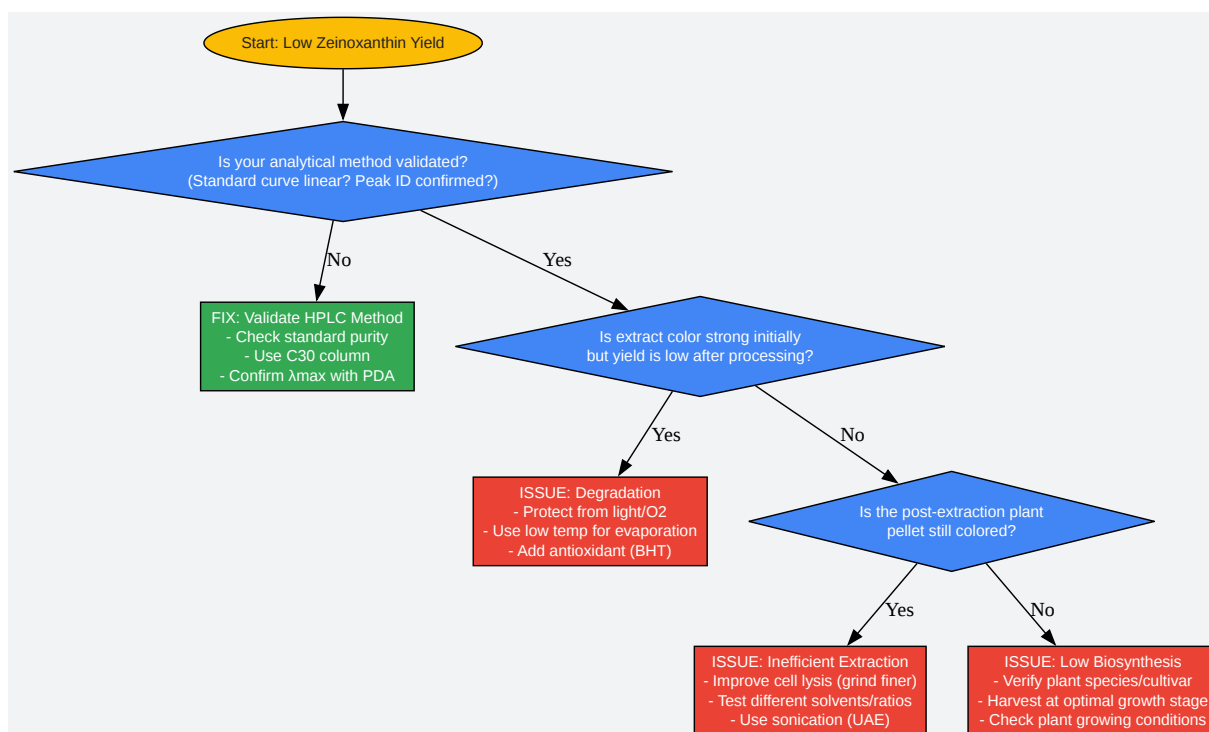 Start: Low Zeinoxanthin Yield
Is your analytical method validated?
(Standard curve linear? Peak ID confirmed?)
No
Yes
FIX: Validate HPLC Method
- Check standard purity
- Use C30 column
- Confirm λmax with PDA
Is extract color strong initially
but yield is low after processing?
Yes
No
ISSUE: Degradation
- Protect from light/O2
- Use low temp for evaporation
- Add antioxidant (BHT)
Is the post-extraction plant
pellet still colored?
Yes
No
ISSUE: Inefficient Extraction
- Improve cell lysis (grind finer)
- Test different solvents/ratios
- Use sonication (UAE)
ISSUE: Low Biosynthesis
- Verify plant species/cultivar
- Harvest at optimal growth stage
- Check plant growing conditions